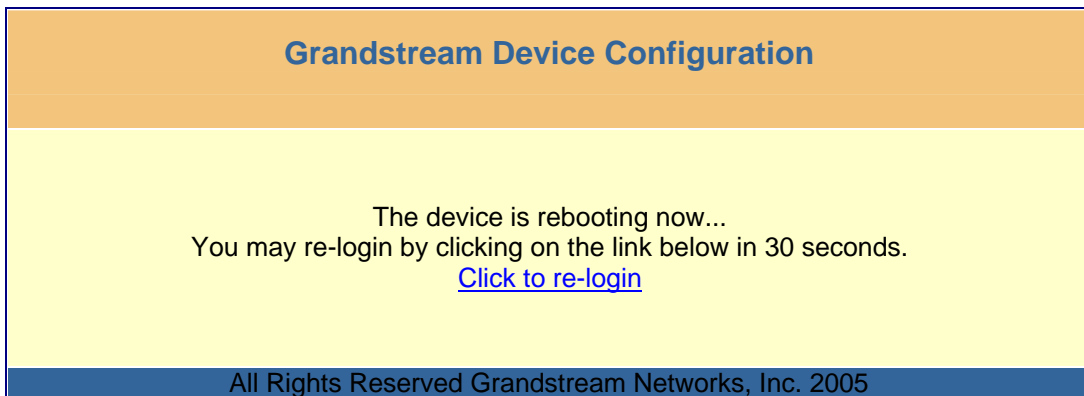 Grandstream Device Configuration
The device is rebooting now...
You may re-login by clicking on the link below in 30 seconds.
Click to re-login
All Rights Reserved Grandstream Networks, Inc. 2005